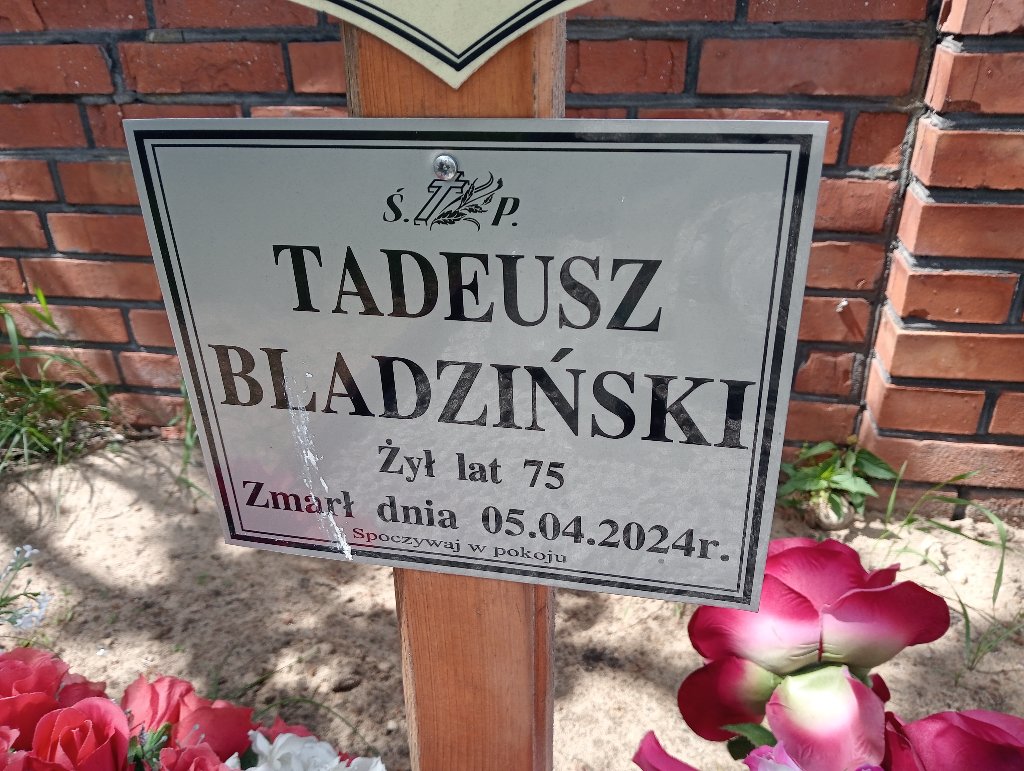 Ś. P.
TADEUSZ
BLADZIŃSKI
Żył lat 75
Zmarł dnia 05.04.2024r.
Spoczywaj w pokoju